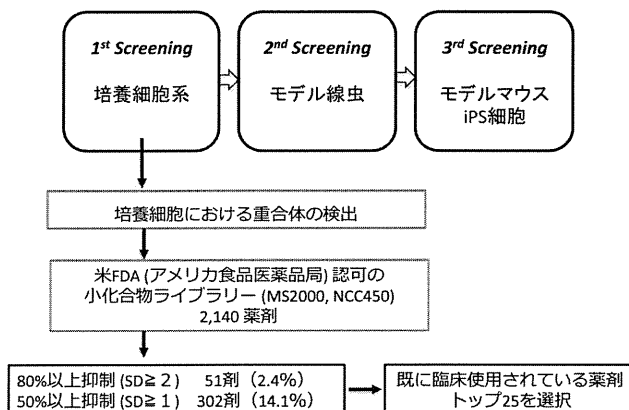 1st Screening
培養細胞系
2nd Screening
モデル線虫
3rd Screening
モデルマウス
iPS細胞
培養細胞における重合体の検出
米FDA (アメリカ食品医薬品局) 認可の
小化合物ライブラリー (MS2000, NCC450)
2,140 薬剤
80%以上抑制 (SD≧2) 51剤 (2.4%)
50%以上抑制 (SD≧1) 302剤 (14.1%)
既に臨床使用されている薬剤
トップ25を選択